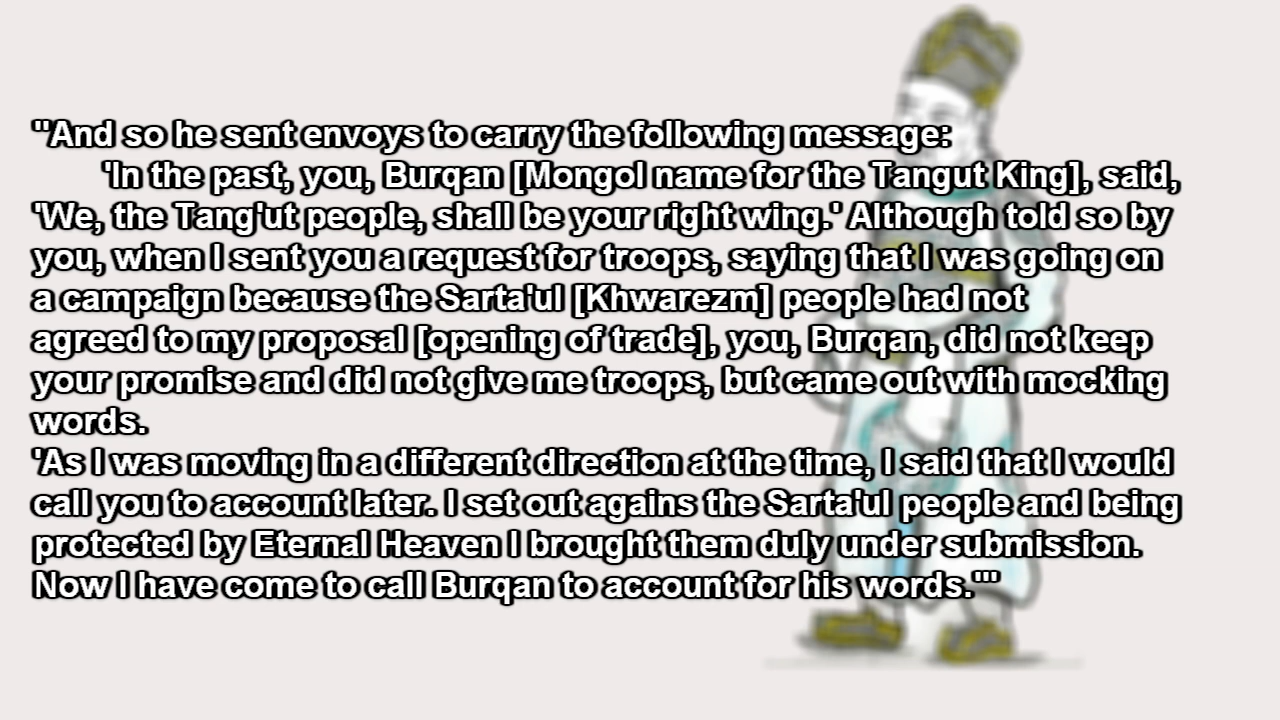 "And so he sent envoys to carry the following message:
'In the past, you, Burqan [Mongol name for the Tangut King], said,
'We, the Tang'ut people, shall be your right wing.' Although told so by
you, when I sent you a request for troops, saying that I was going on
a campaign because the Sarta'ul [Khwarezm] people had not
agreed to my proposal [opening of trade], you, Burqan, did not keep
your promise and did not give me troops, but came out with mocking
words.
'As I was moving in a different direction at the time, I said that I would
call you to account later. I set out agains the Sarta'ul people and being
protected by Eternal Heaven I brought them duly under submission.
Now I have come to call Burqan to account for his words.'"